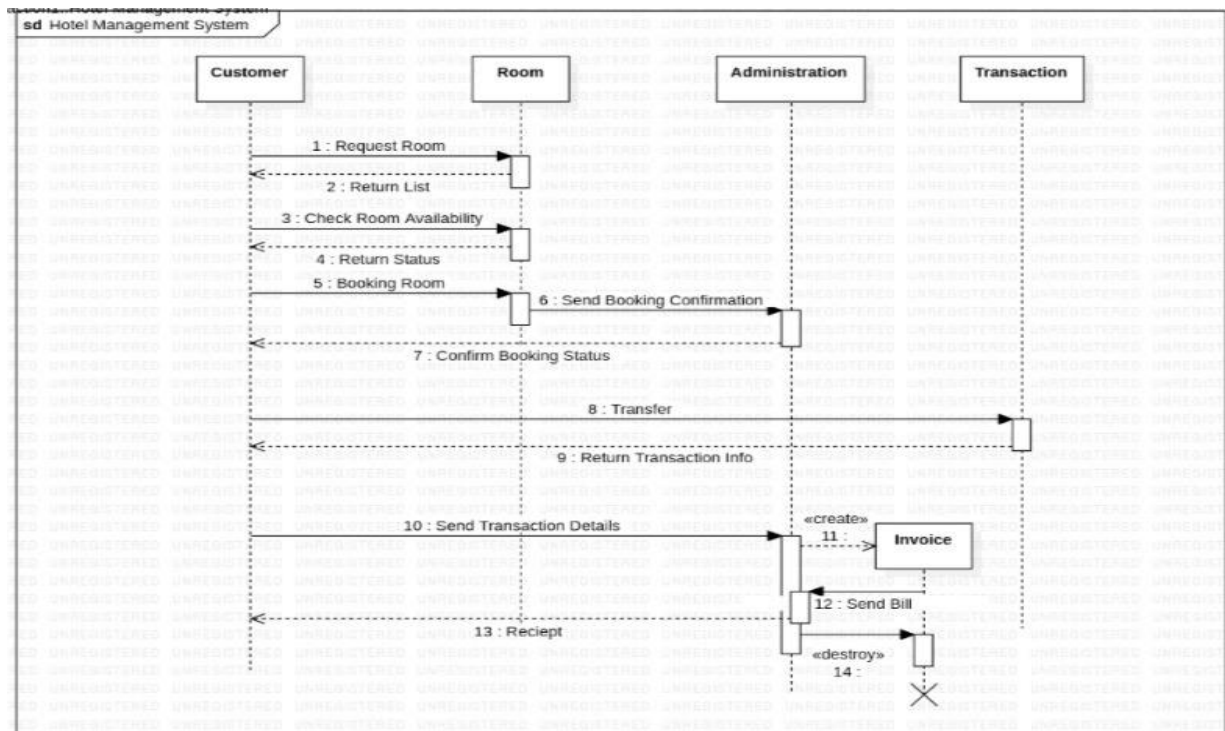 sd Hotel Management System
Customer
Room
Administration
Transaction
1 : Request Room
2 : Return List
3 : Check Room Availability
4 : Return Status
5 : Booking Room
6 : Send Booking Confirmation
7 : Confirm Booking Status
8 : Transfer
9 : Return Transaction Info
10 : Send Transaction Details
«create»
11 :
Invoice
12 : Send Bill
13 : Reciept
«destroy»
14 :